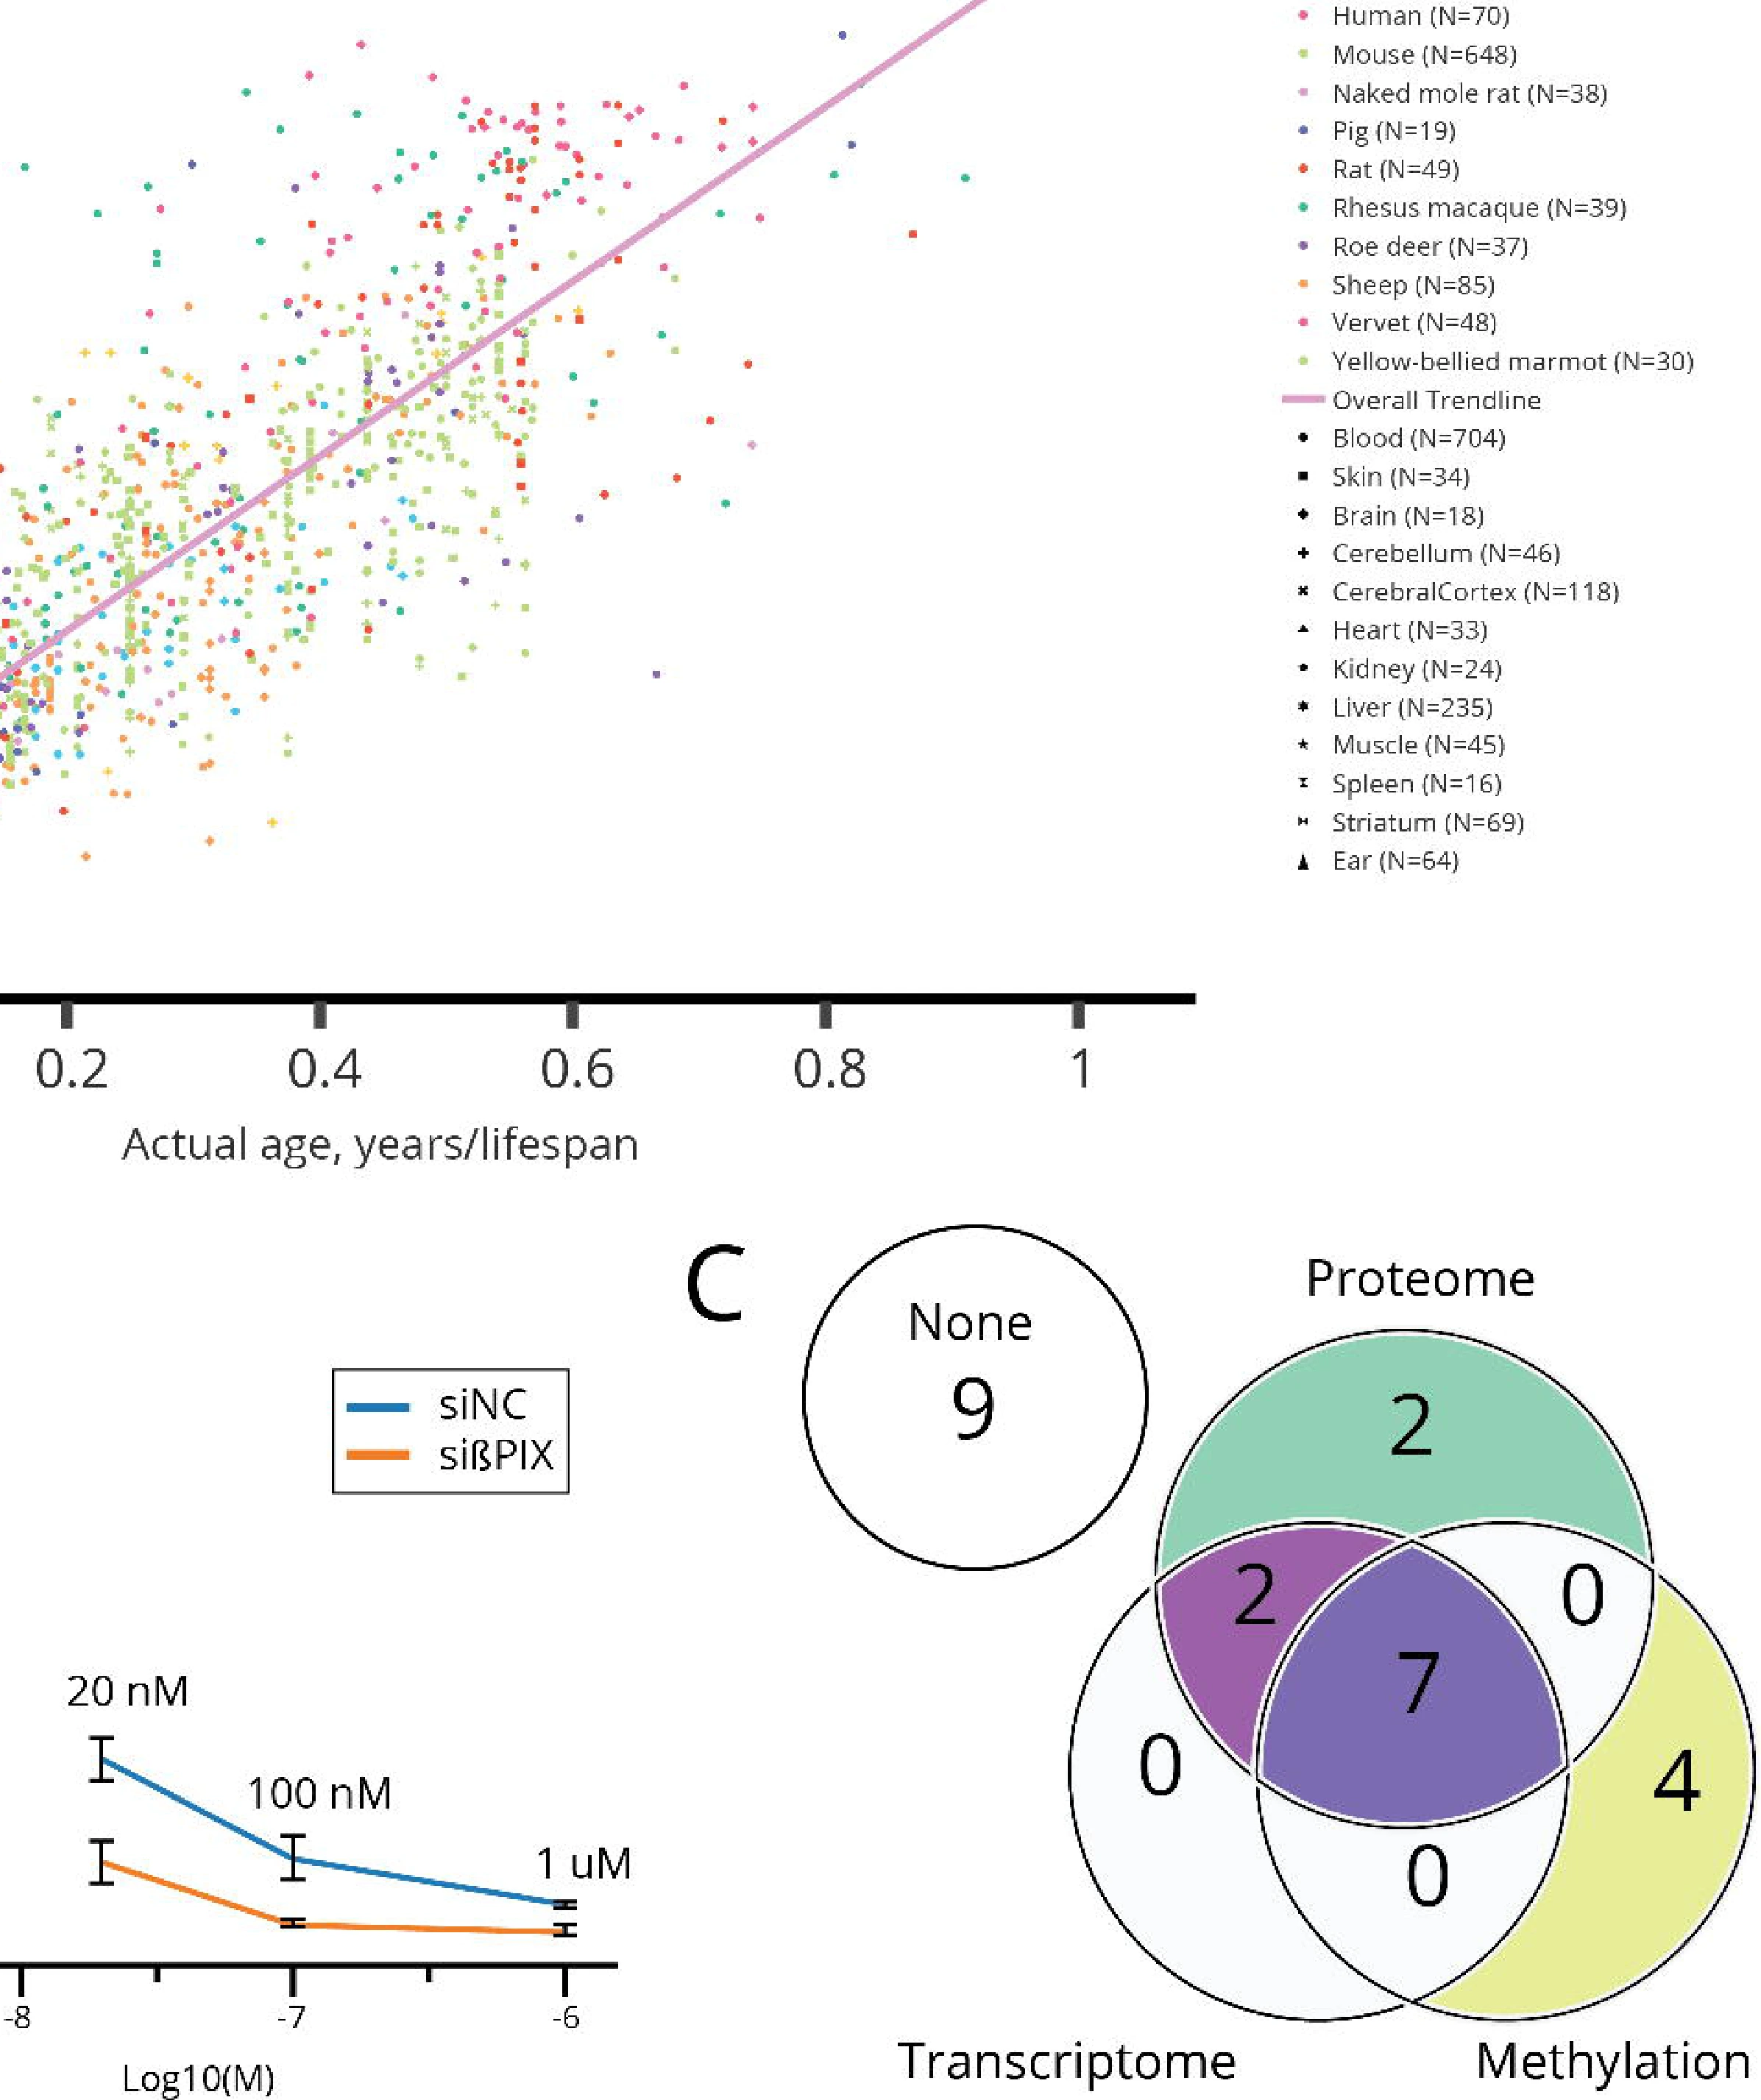 Human (N=70)
Mouse (N=648)
Naked mole rat (N=38)
Pig (N=19)
Rat (N=49)
Rhesus macaque (N=39)
Roe deer (N=37)
Sheep (N=85)
Vervet (N=48)
Yellow-bellied marmot (N=30)
Overall Trendline
Blood (N=704)
Skin (N=34)
Brain (N=18)
Cerebellum (N=46)
CerebralCortex (N=118)
Heart (N=33)
Kidney (N=24)
Liver (N=235)
Muscle (N=45)
Spleen (N=16)
Striatum (N=69)
Ear (N=64)
0.2 0.4 0.6 0.8 1
Actual age, years/lifespan
siNC
sißPIX
20 nM
100 nM
1 uM
-8 -7 -6
Log10(M)
C
None
9
Proteome
2
2
0
7
0
4
0
Transcriptome
Methylation